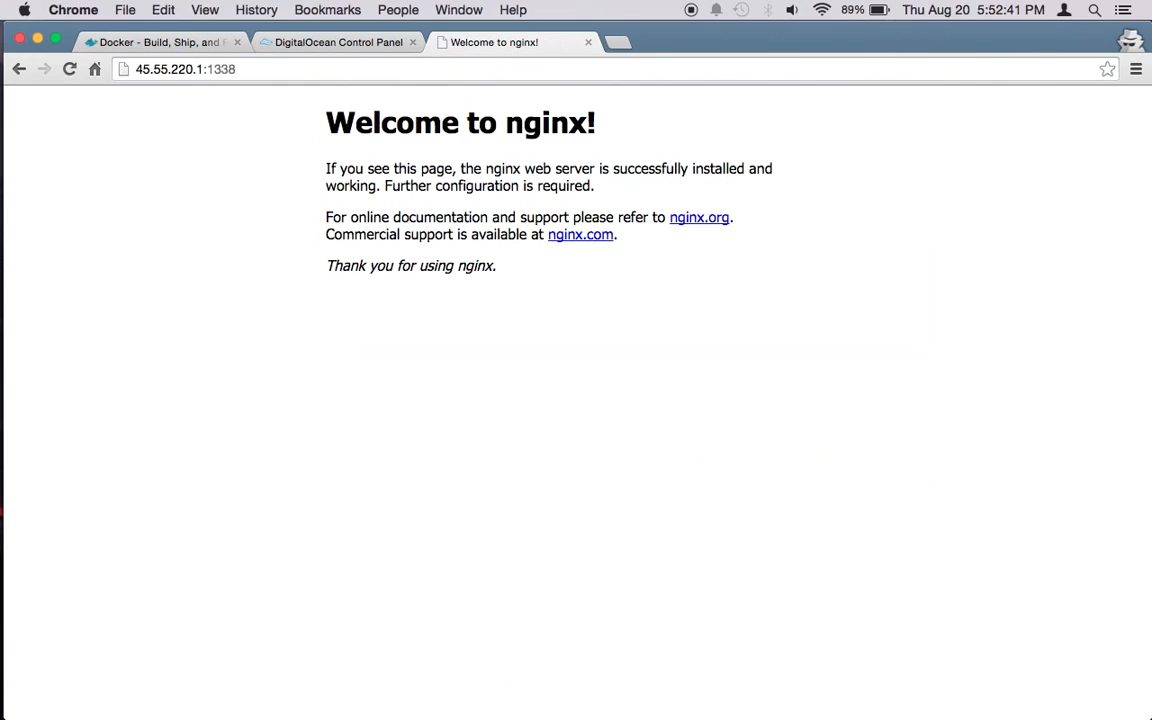 Chrome File Edit View History Bookmarks People Window Help 89% Thu Aug 20 5:52:41 PM
Docker - Build, Ship, and DigitalOcean Control Panel Welcome to nginx!
45.55.220.1:1338
Welcome to nginx!
If you see this page, the nginx web server is successfully installed and
working. Further configuration is required.
For online documentation and support please refer to nginx.org.
Commercial support is available at nginx.com.
Thank you for using nginx.